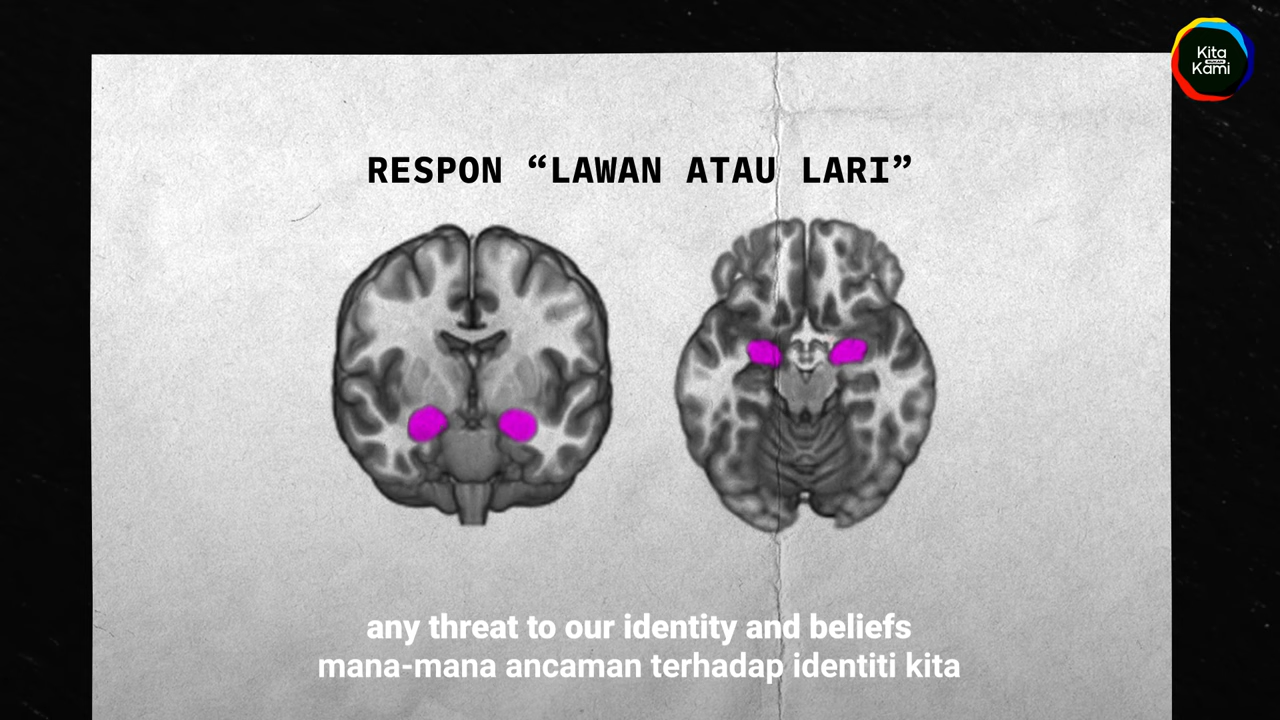 Kita
Kami
RESPON “LAWAN ATAU LARI”
any threat to our identity and beliefs
mana-mana ancaman terhadap identiti kita